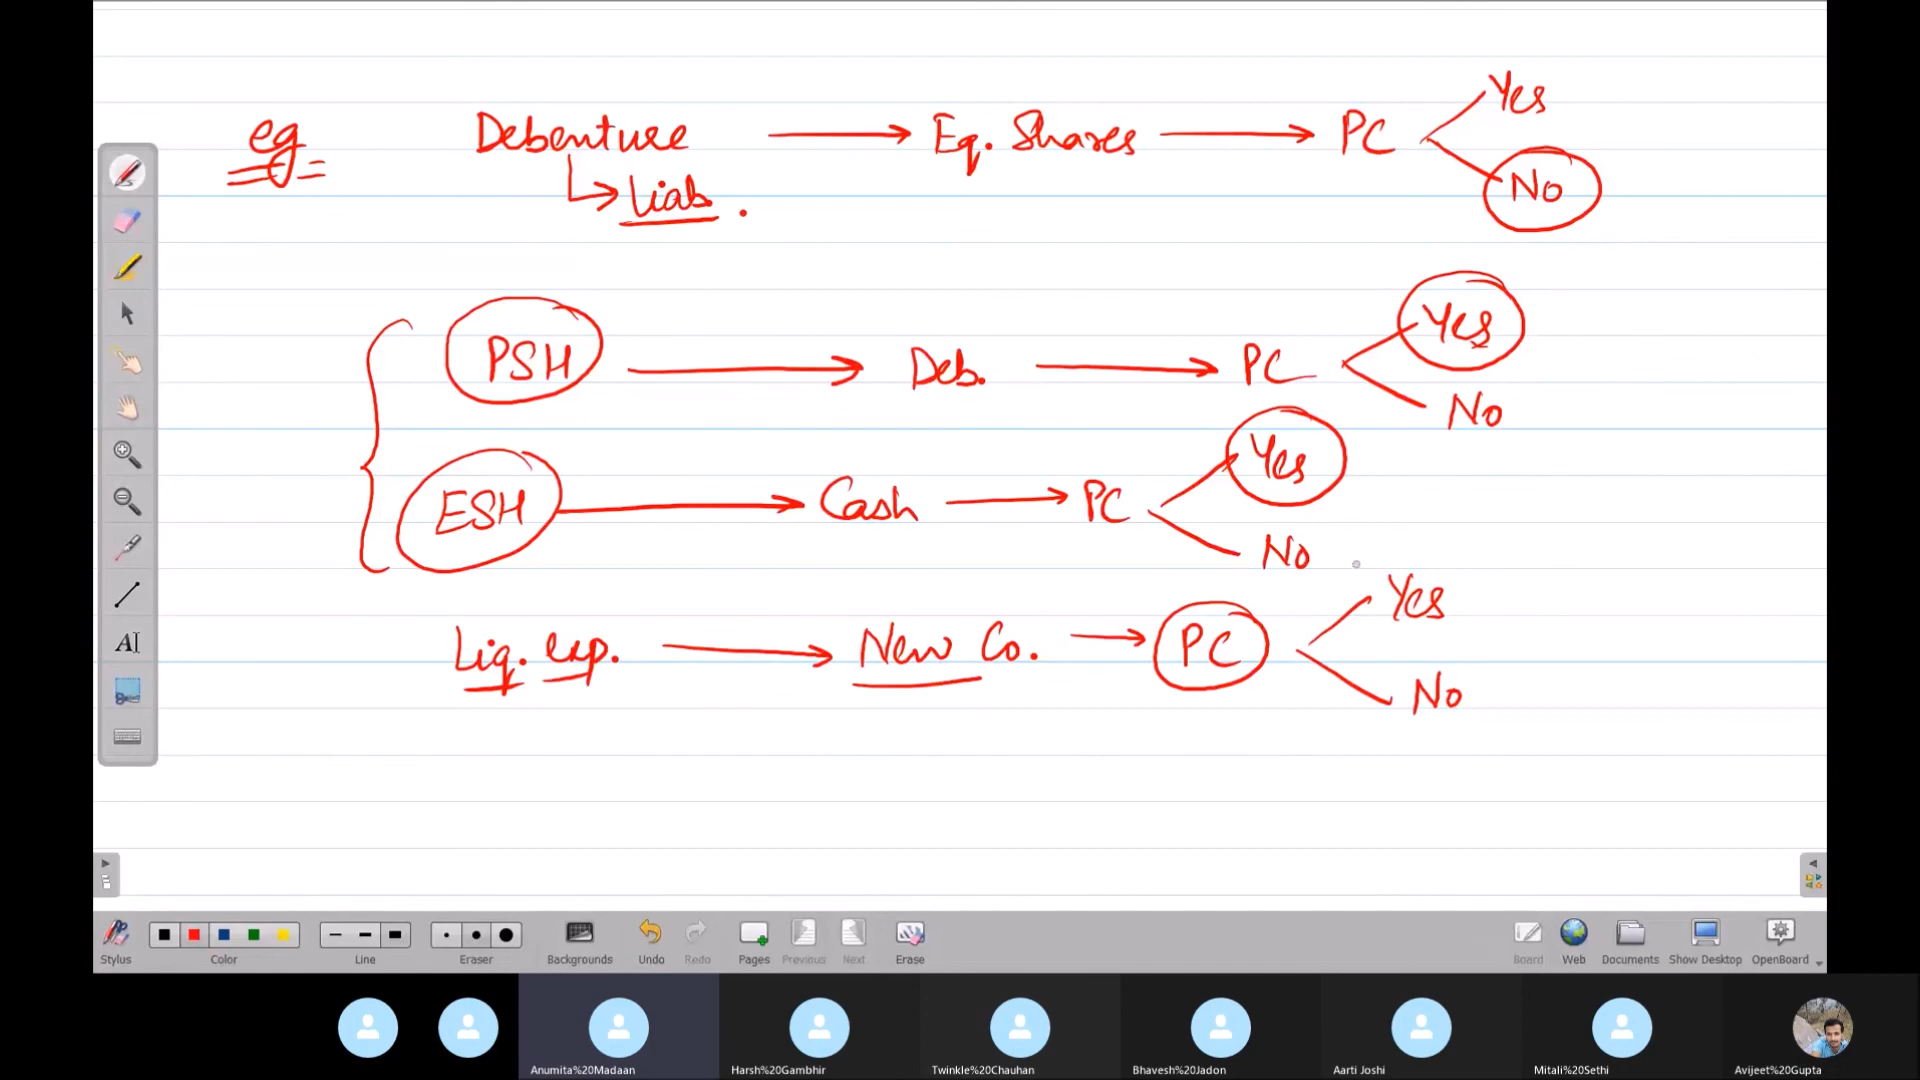 eg Debenture → Eq. Shares → PC Yes
No
↳ Liab.
PSH → Deb. → PC Yes
No
ESH → Cash → PC Yes
No
Liq. exp. → New Co. → PC Yes
No
AI
Stylus Color Line Eraser Backgrounds Undo Redo Pages Previous Next Erase Board Web Documents Show Desktop OpenBoard
Anumita%20Madaan Harsh%20Gambhir Twinkle%20Chauhan Bhavesh%20Jadon Aarti Joshi Mitali%20Sethi Avijeet%20Gupta